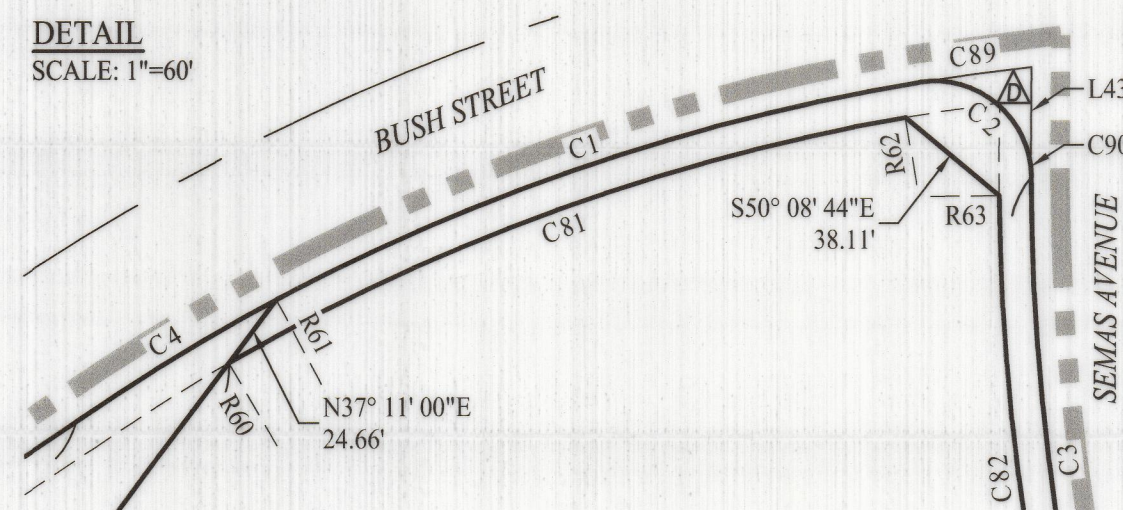 DETAIL
SCALE: 1"=60'
BUSH STREET
C89
D
L43
C1
C2
C90
R62
S50° 08' 44"E
38.11'
R63
C81
SEMAS AVENUE
C4
R61
N37° 11' 00"E
24.66'
R60
C82
C3